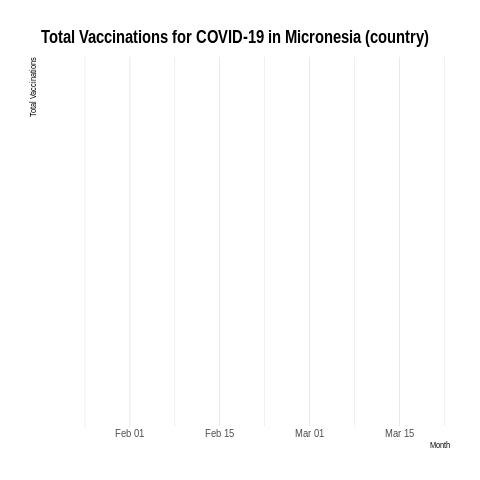 Total Vaccinations for COVID-19 in Micronesia (country)
Total Vaccinations
Feb 01 Feb 15 Mar 01 Mar 15
Month